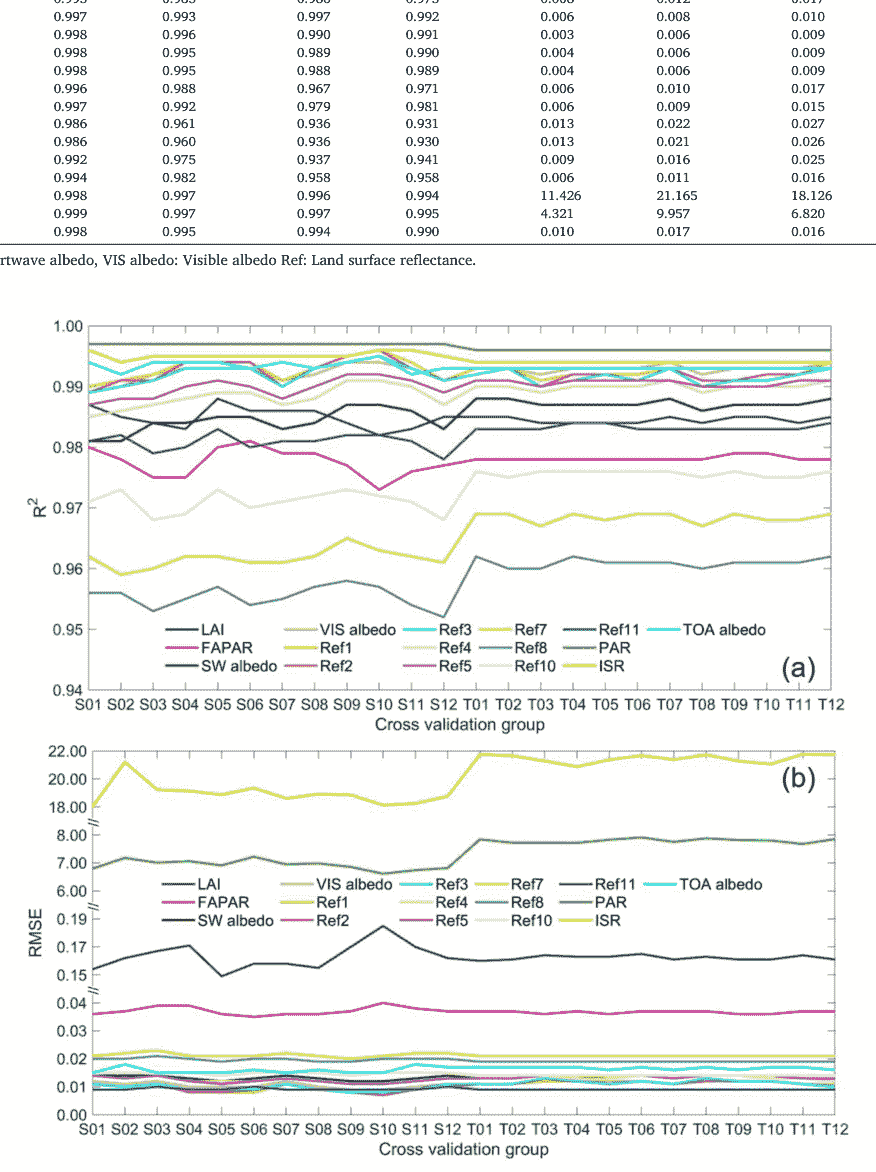 0.997 0.993 0.997 0.992 0.006 0.008 0.010
0.998 0.996 0.990 0.991 0.003 0.006 0.009
0.998 0.995 0.989 0.990 0.004 0.006 0.009
0.998 0.995 0.988 0.989 0.004 0.006 0.009
0.996 0.988 0.967 0.971 0.006 0.010 0.017
0.997 0.992 0.979 0.981 0.006 0.009 0.015
0.986 0.961 0.936 0.931 0.013 0.022 0.027
0.986 0.960 0.936 0.930 0.013 0.021 0.026
0.992 0.975 0.937 0.941 0.009 0.016 0.025
0.994 0.982 0.958 0.958 0.006 0.011 0.016
0.998 0.997 0.996 0.994 11.426 21.165 18.126
0.999 0.997 0.997 0.995 4.321 9.957 6.820
0.998 0.995 0.994 0.990 0.010 0.017 0.016
rtwave albedo, VIS albedo: Visible albedo Ref: Land surface reflectance.
1.00
0.99
0.98
0.97
R²
0.96
0.95
0.94
LAI VIS albedo Ref3 Ref7 Ref11 TOA albedo
FAPAR Ref1 Ref4 Ref8 PAR
SW albedo Ref2 Ref5 Ref10 ISR
(a)
S01 S02 S03 S04 S05 S06 S07 S08 S09 S10 S11 S12 T01 T02 T03 T04 T05 T06 T07 T08 T09 T10 T11 T12
Cross validation group
22.00
(b)
20.00
18.00
8.00
7.00
6.00
LAI VIS albedo Ref3 Ref7 Ref11 TOA albedo
FAPAR Ref1 Ref4 Ref8 PAR
SW albedo Ref2 Ref5 Ref10 ISR
0.19
RMSE
0.17
0.15
0.04
0.03
0.02
0.01
0.00
S01 S02 S03 S04 S05 S06 S07 S08 S09 S10 S11 S12 T01 T02 T03 T04 T05 T06 T07 T08 T09 T10 T11 T12
Cross validation group